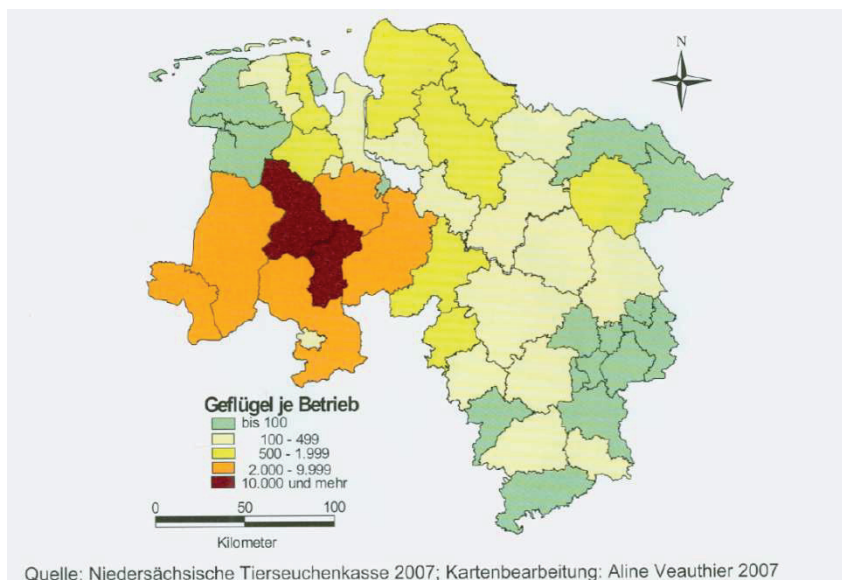 N
Geflügel je Betrieb
bis 100
100 - 499
500 - 1.999
2.000 - 9.999
10.000 und mehr
0 50 100
Kilometer
Quelle: Niedersächsische Tierseuchenkasse 2007; Kartenbearbeitung: Aline Veauthier 2007